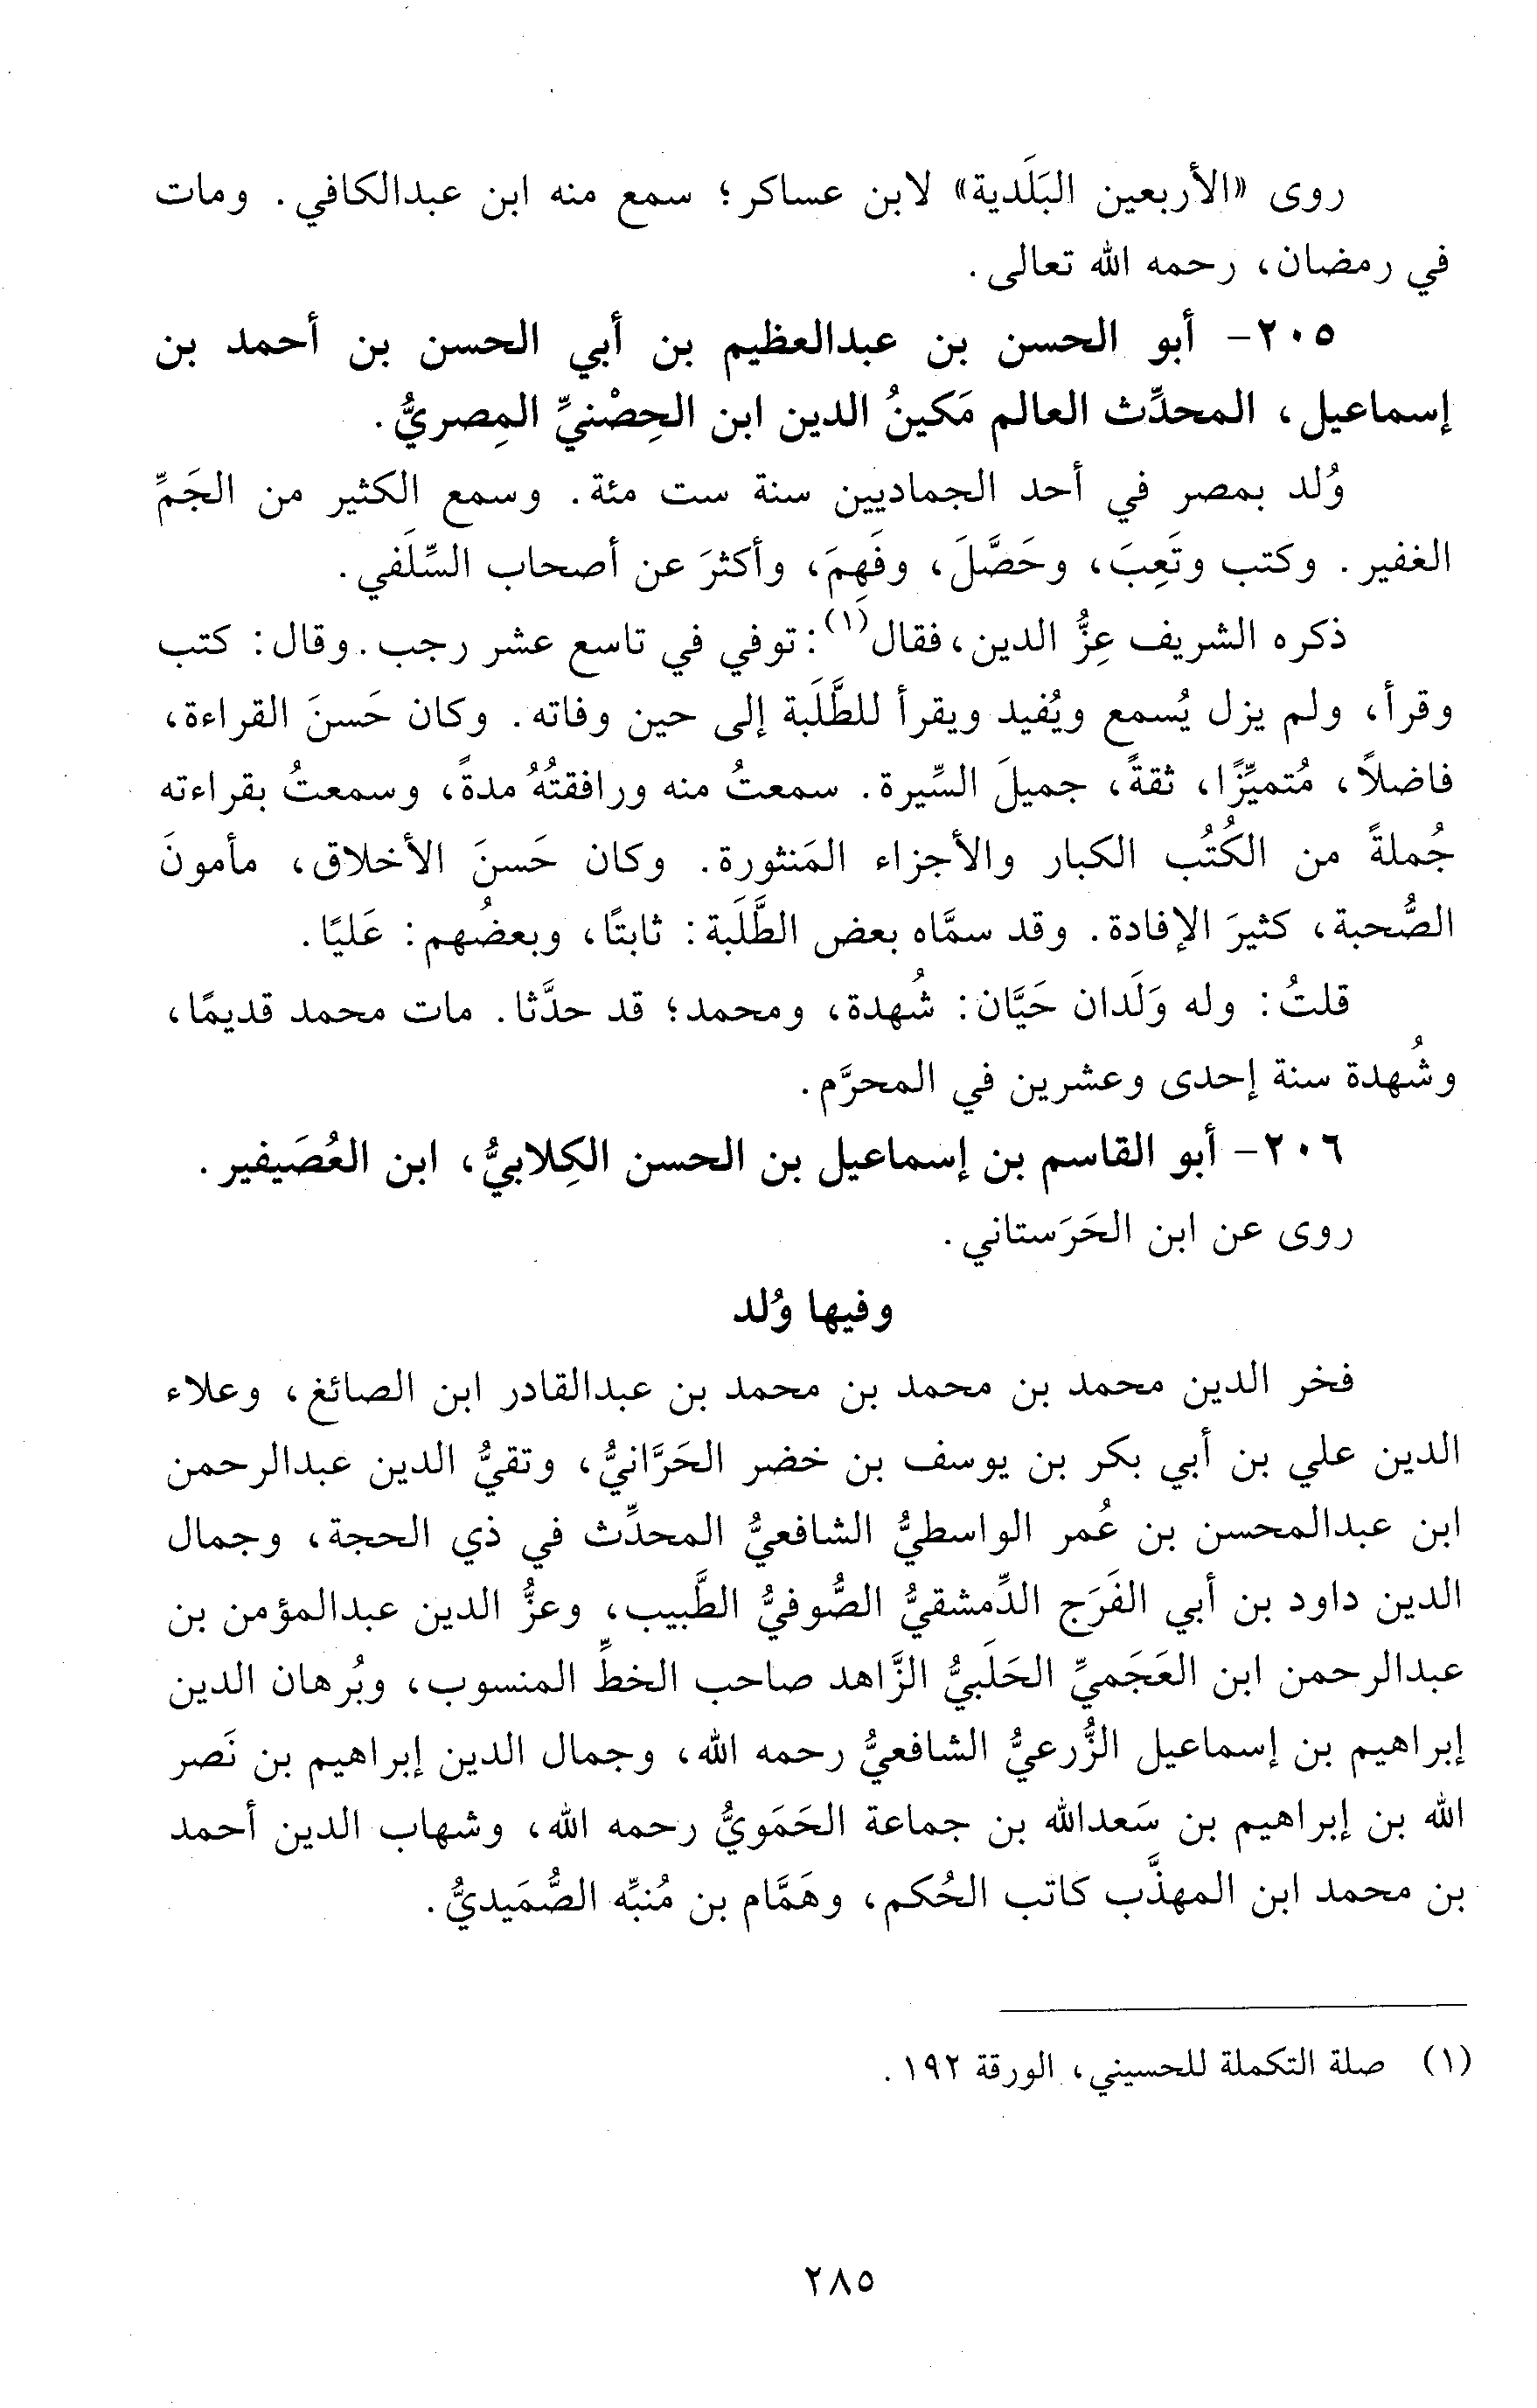 روى «الأربعين البَلَدية» لابن عساكر؛ سمع منه ابن عبدالكافي. ومات
في رمضان، رحمه الله تعالى.
٢٠٥- أبو الحسن بن عبدالعظيم بن أبي الحسن بن أحمد بن
إسماعيل، المحدِّث العالم مَكينُ الدين ابن الحِصْنيِّ المِصريُّ.
وُلد بمصر في أحد الجماديين سنة ست مئة. وسمع الكثير من الجَمِّ
الغفير. وكتب وتَعِبَ، وحَصَّلَ، وفَهِمَ، وأكثرَ عن أصحاب السِّلَفي.
ذكره الشريف عِزُّ الدين، فقال(١): توفي في تاسع عشر رجب. وقال: كتب
وقرأ، ولم يزل يُسمع ويُفيد ويقرأ للطَّلَبة إلى حين وفاته. وكان حَسنَ القراءة،
فاضلاً، مُتميِّزًا، ثقةً، جميلَ السِّيرة. سمعتُ منه ورافقتُهُ مدةً، وسمعتُ بقراءته
جُملةً من الكُتُب الكبار والأجزاء المَنثورة. وكان حَسنَ الأخلاق، مأمونَ
الصُّحبة، كثيرَ الإفادة. وقد سمَّاه بعض الطَّلَبة: ثابتًا، وبعضُهم: عَليًا.
قلتُ: وله وَلَدان حَيَّان: شُهدة، ومحمد؛ قد حدَّثا. مات محمد قديمًا،
وشُهدة سنة إحدى وعشرين في المحرَّم.
٢٠٦- أبو القاسم بن إسماعيل بن الحسن الكِلابيُّ، ابن العُصَيفير.
روى عن ابن الحَرَستاني.
وفيها وُلد
فخر الدين محمد بن محمد بن محمد بن عبدالقادر ابن الصائغ، وعلاء
الدين علي بن أبي بكر بن يوسف بن خضر الحَرَّانيُّ، وتقيُّ الدين عبدالرحمن
ابن عبدالمحسن بن عُمر الواسطيُّ الشافعيُّ المحدِّث في ذي الحجة، وجمال
الدين داود بن أبي الفَرَج الدِّمشقيُّ الصُّوفيُّ الطَّبيب، وعزُّ الدين عبدالمؤمن بن
عبدالرحمن ابن العَجَميِّ الحَلَبيُّ الزَّاهد صاحب الخطِّ المنسوب، وبُرهان الدين
إبراهيم بن إسماعيل الزُّرعيُّ الشافعيُّ رحمه الله، وجمال الدين إبراهيم بن نَصر
الله بن إبراهيم بن سَعدالله بن جماعة الحَمَويُّ رحمه الله، وشهاب الدين أحمد
بن محمد ابن المهذَّب كاتب الحُكم، وهَمَّام بن مُنبِّه الصُّمَيديُّ.
(١) صلة التكملة للحسيني، الورقة ١٩٢.
٢٨٥